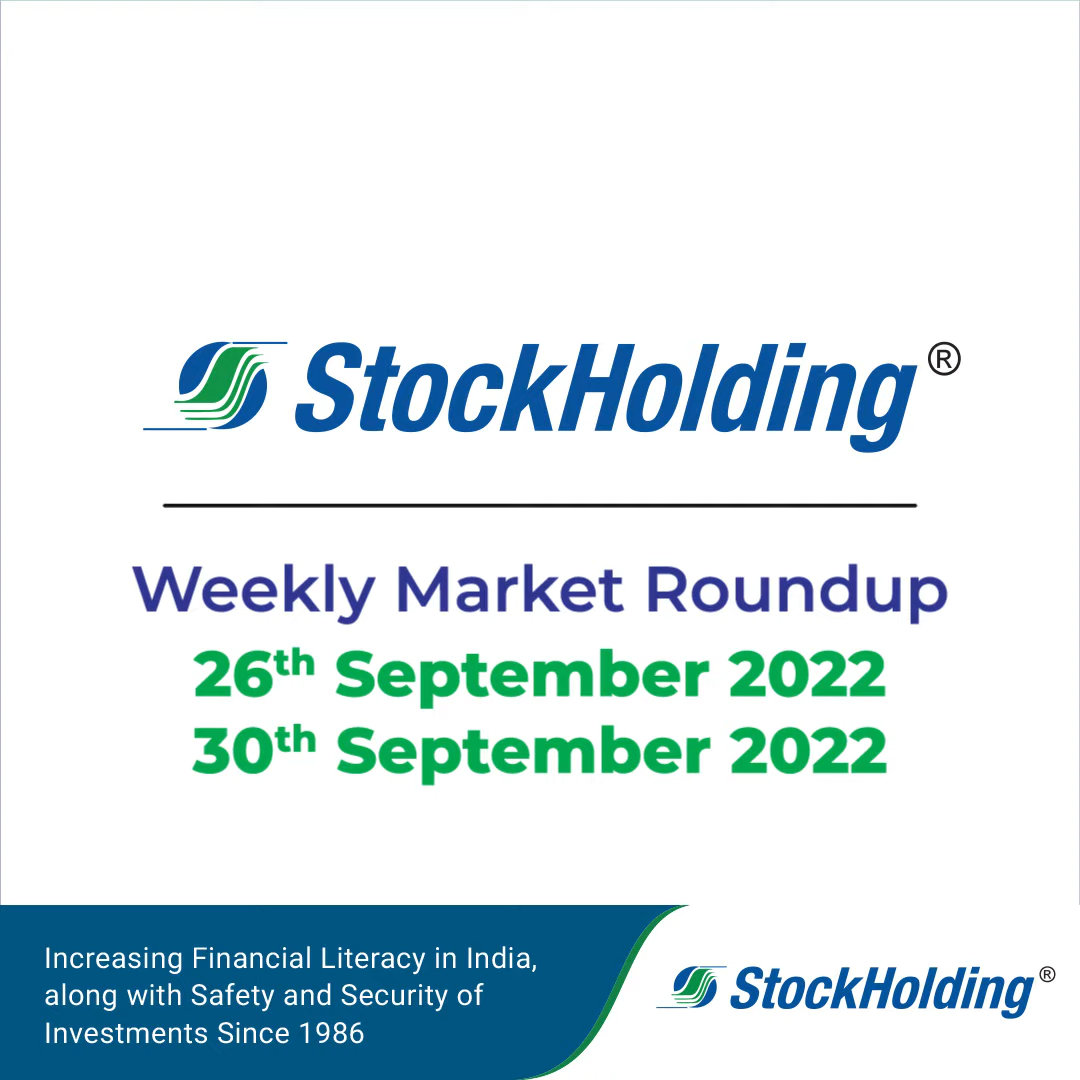 StockHolding®
Weekly Market Roundup
26th September 2022
30th September 2022
Increasing Financial Literacy in India,
along with Safety and Security of
Investments Since 1986
StockHolding®